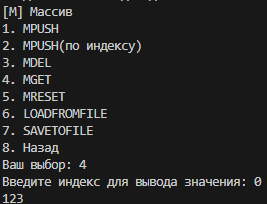 [M] Массив
1. MPUSH
2. MPUSH(по индексу)
3. MDEL
4. MGET
5. MRESET
6. LOADFROMFILE
7. SAVETOFILE
8. Назад
Ваш выбор: 4
Введите индекс для вывода значения: 0
123